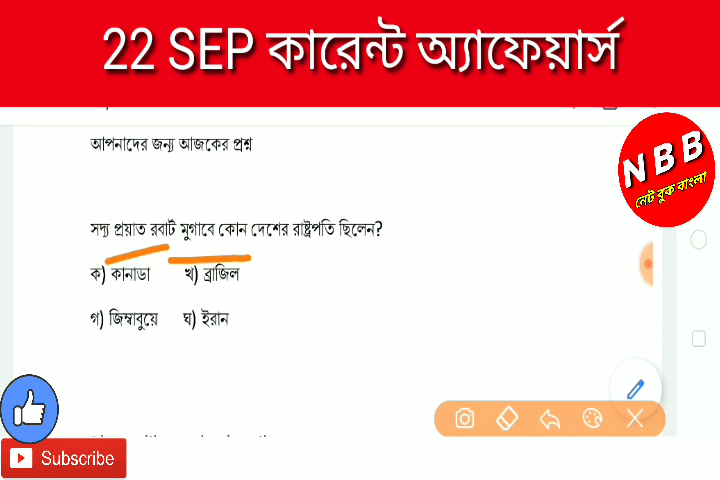 22 SEP কারেন্ট অ্যাফেয়ার্স
আপনাদের জন্য আজকের প্রশ্ন
NBB
নেট বুক বাংলা
সদ্য প্রয়াত রবার্ট মুগাবে কোন দেশের রাষ্ট্রপতি ছিলেন?
ক) কানাডা খ) ব্রাজিল
গ) জিম্বাবুয়ে ঘ) ইরান
Subscribe